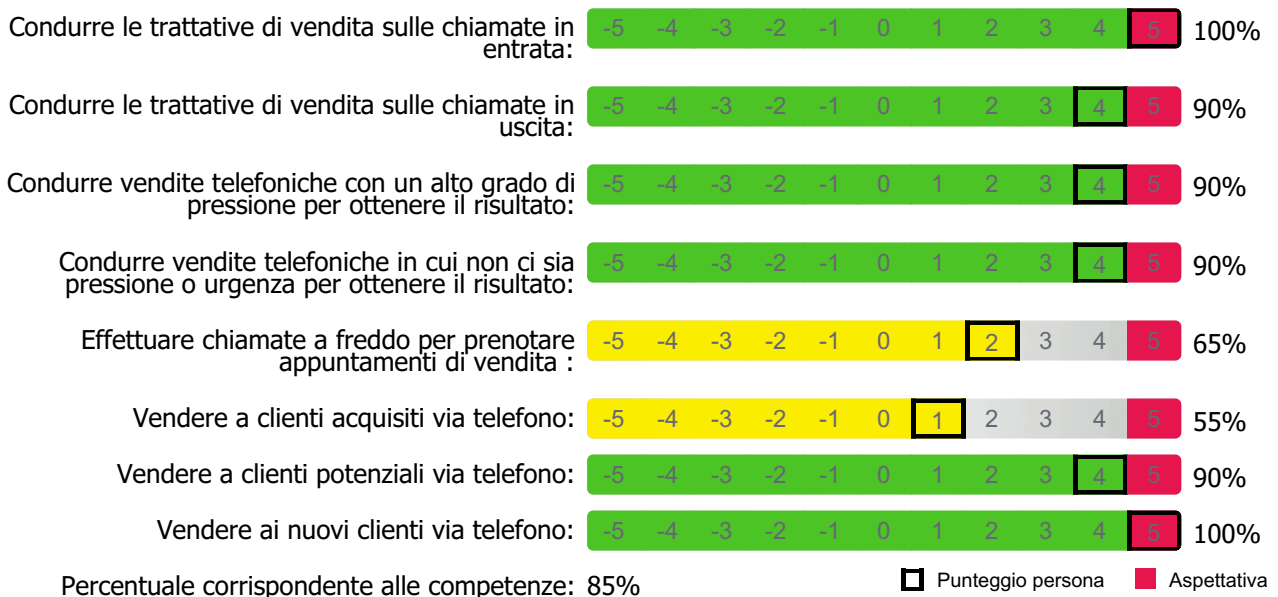 Condurre le trattative di vendita sulle chiamate in
entrata:
-5 -4 -3 -2 -1 0 1 2 3 4 5 100%
Condurre le trattative di vendita sulle chiamate in
uscita:
-5 -4 -3 -2 -1 0 1 2 3 4 5 90%
Condurre vendite telefoniche con un alto grado di
pressione per ottenere il risultato:
-5 -4 -3 -2 -1 0 1 2 3 4 5 90%
Condurre vendite telefoniche in cui non ci sia
pressione o urgenza per ottenere il risultato:
-5 -4 -3 -2 -1 0 1 2 3 4 5 90%
Effettuare chiamate a freddo per prenotare
appuntamenti di vendita :
-5 -4 -3 -2 -1 0 1 2 3 4 5 65%
Vendere a clienti acquisiti via telefono: -5 -4 -3 -2 -1 0 1 2 3 4 5 55%
Vendere a clienti potenziali via telefono: -5 -4 -3 -2 -1 0 1 2 3 4 5 90%
Vendere ai nuovi clienti via telefono: -5 -4 -3 -2 -1 0 1 2 3 4 5 100%
Percentuale corrispondente alle competenze: 85% Punteggio persona Aspettativa